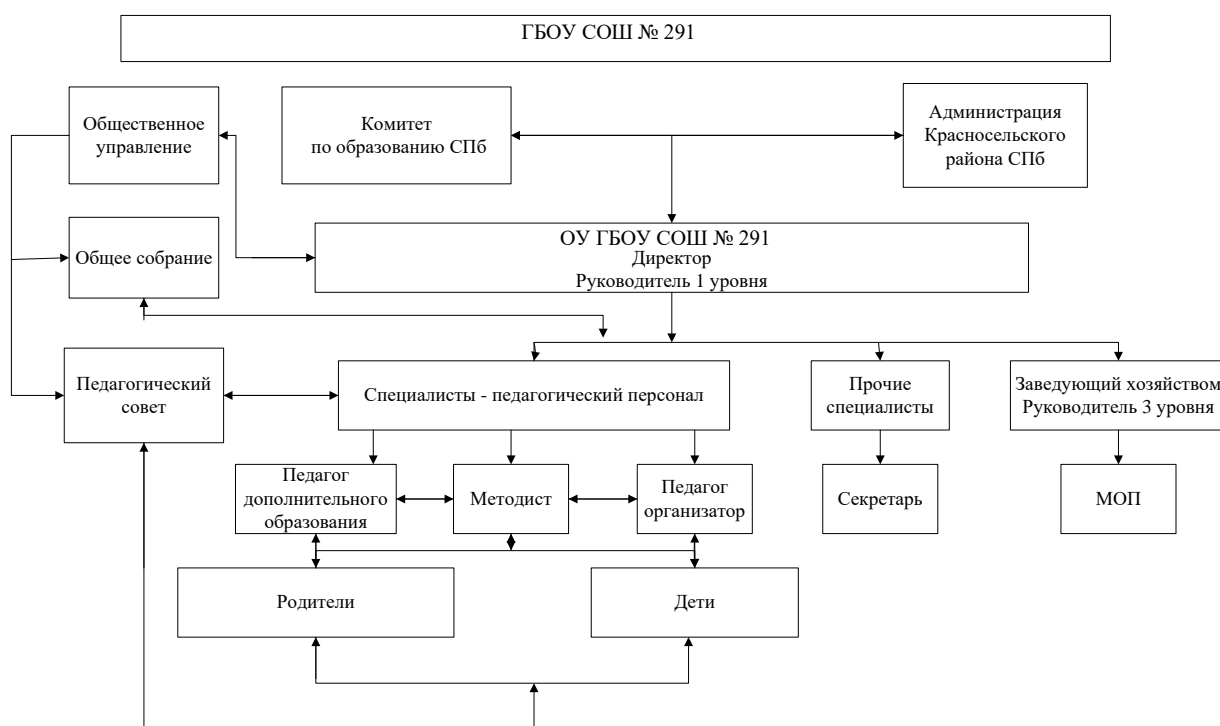 ГБОУ СОШ № 291
Общественное
управление
Комитет
по образованию СПб
Администрация
Красносельского
района СПб
ОУ ГБОУ СОШ № 291
Директор
Руководитель 1 уровня
Общее собрание
Педагогический
совет
Специалисты - педагогический персонал
Прочие
специалисты
Заведующий хозяйством
Руководитель 3 уровня
Педагог
дополнительного
образования
Методист
Педагог
организатор
Секретарь
МОП
Родители
Дети